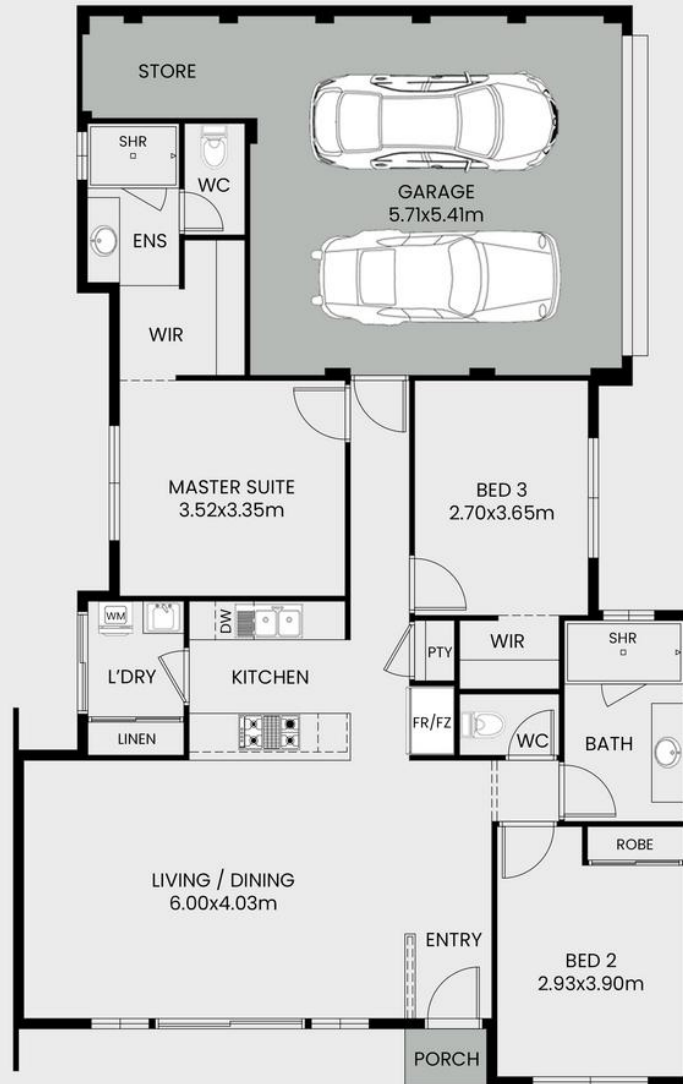 STORE
SHR
WC
GARAGE
5.71x5.41m
ENS
WIR
MASTER SUITE
3.52x3.35m
BED 3
2.70x3.65m
WM
DW
L'DRY
KITCHEN
PTY
WIR
SHR
LINEN
FR/FZ
WC
BATH
ROBE
LIVING / DINING
6.00x4.03m
ENTRY
BED 2
2.93x3.90m
PORCH